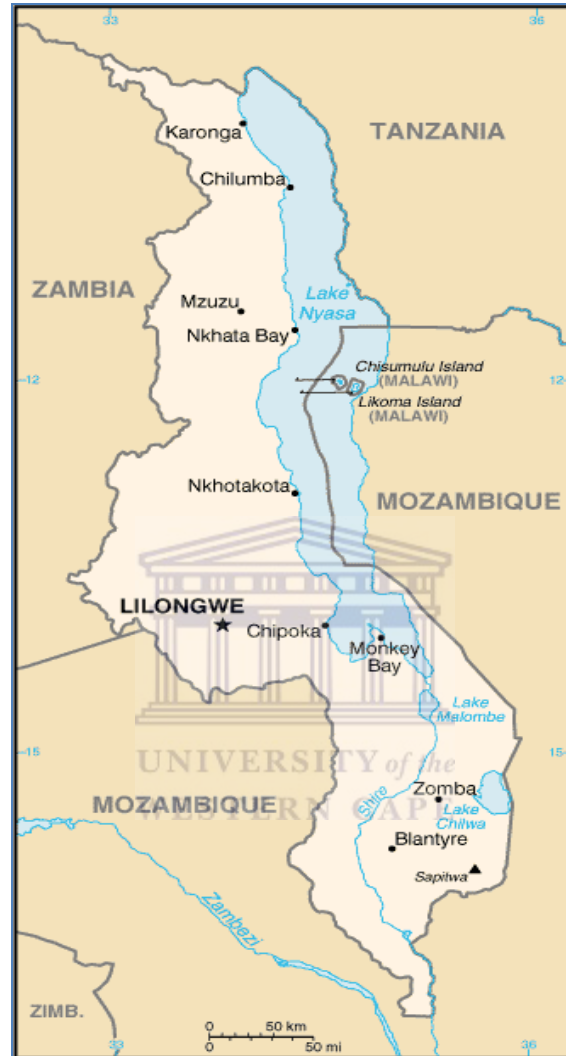 33
36
Karonga
TANZANIA
Chilumba
ZAMBIA
Mzuzu
Lake
Nyasa
Nkhata Bay
Chisumulu Island
(MALAWI)
12
12
Likoma Island
(MALAWI)
Nkhotakota
MOZAMBIQUE
LILONGWE
Chipoka
Monkey
Bay
Lake
Malombe
15
15
UNIVERSITY of the
WESTERN CAPE
MOZAMBIQUE
Shire
Zomba
Lake
Chilwa
Blantyre
Sapitwa
Zambezi
ZIMB.
0 50 km
0 50 mi
33
36